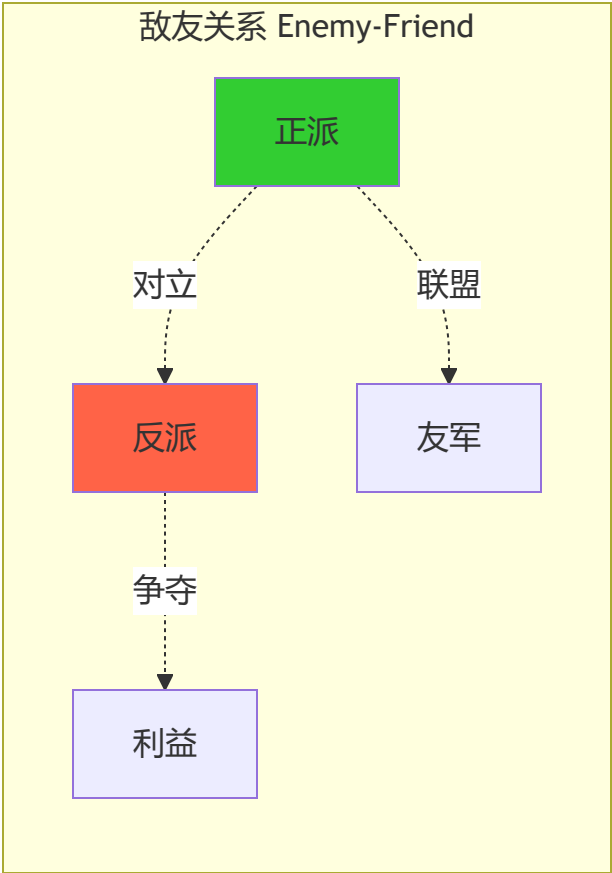 敌友关系 Enemy-Friend
正派
对立
联盟
反派
友军
争夺
利益